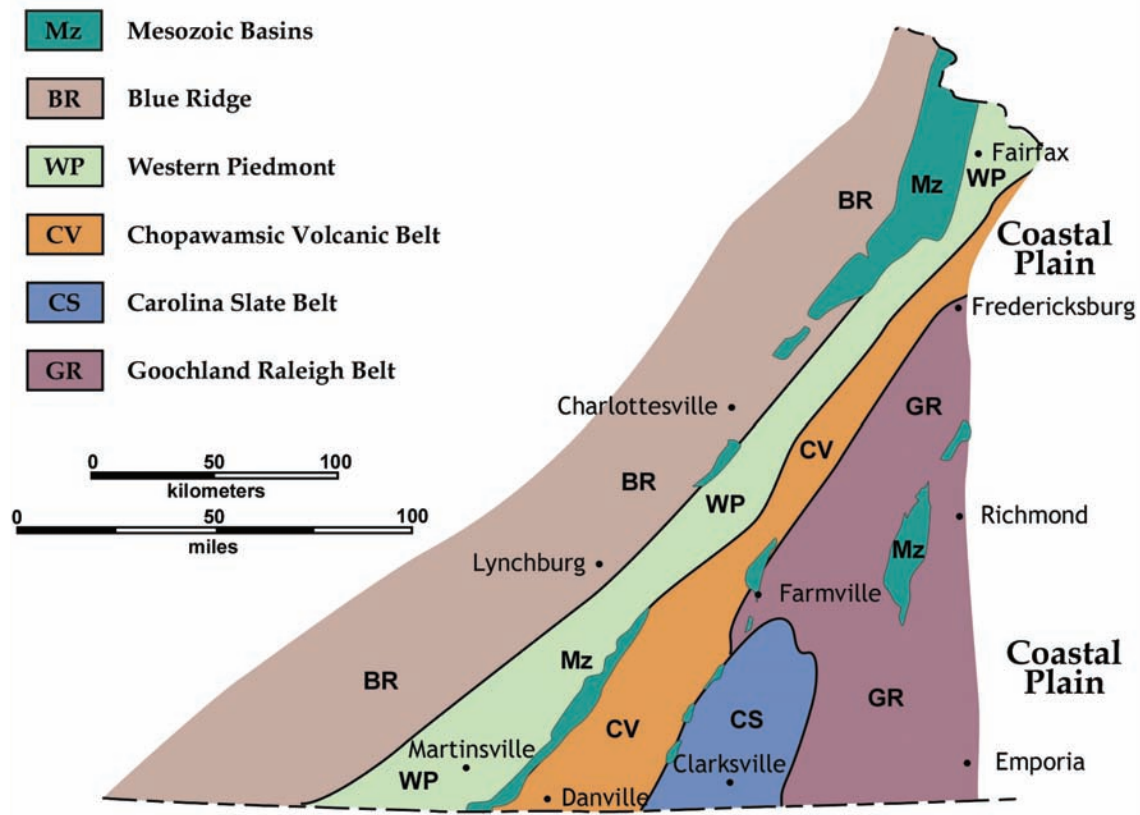 Mz Mesozoic Basins
BR Blue Ridge
WP Western Piedmont
CV Chopawamsic Volcanic Belt
CS Carolina Slate Belt
GR Goochland Raleigh Belt
0 50 100
kilometers
0 50 100
miles
Fairfax
Mz
WP
BR
Coastal
Plain
Fredericksburg
Charlottesville
GR
CV
BR
WP
Richmond
Mz
Lynchburg
Farmville
Mz
Coastal
Plain
BR
GR
CS
CV
Martinsville
WP
Clarksville
Emporia
Danville